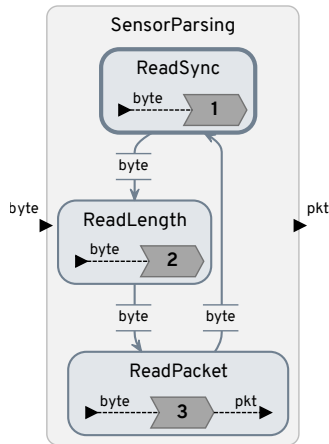 SensorParsing
ReadSync
byte
1
byte
byte
pkt
ReadLength
byte
2
byte
byte
ReadPacket
byte
3
pkt